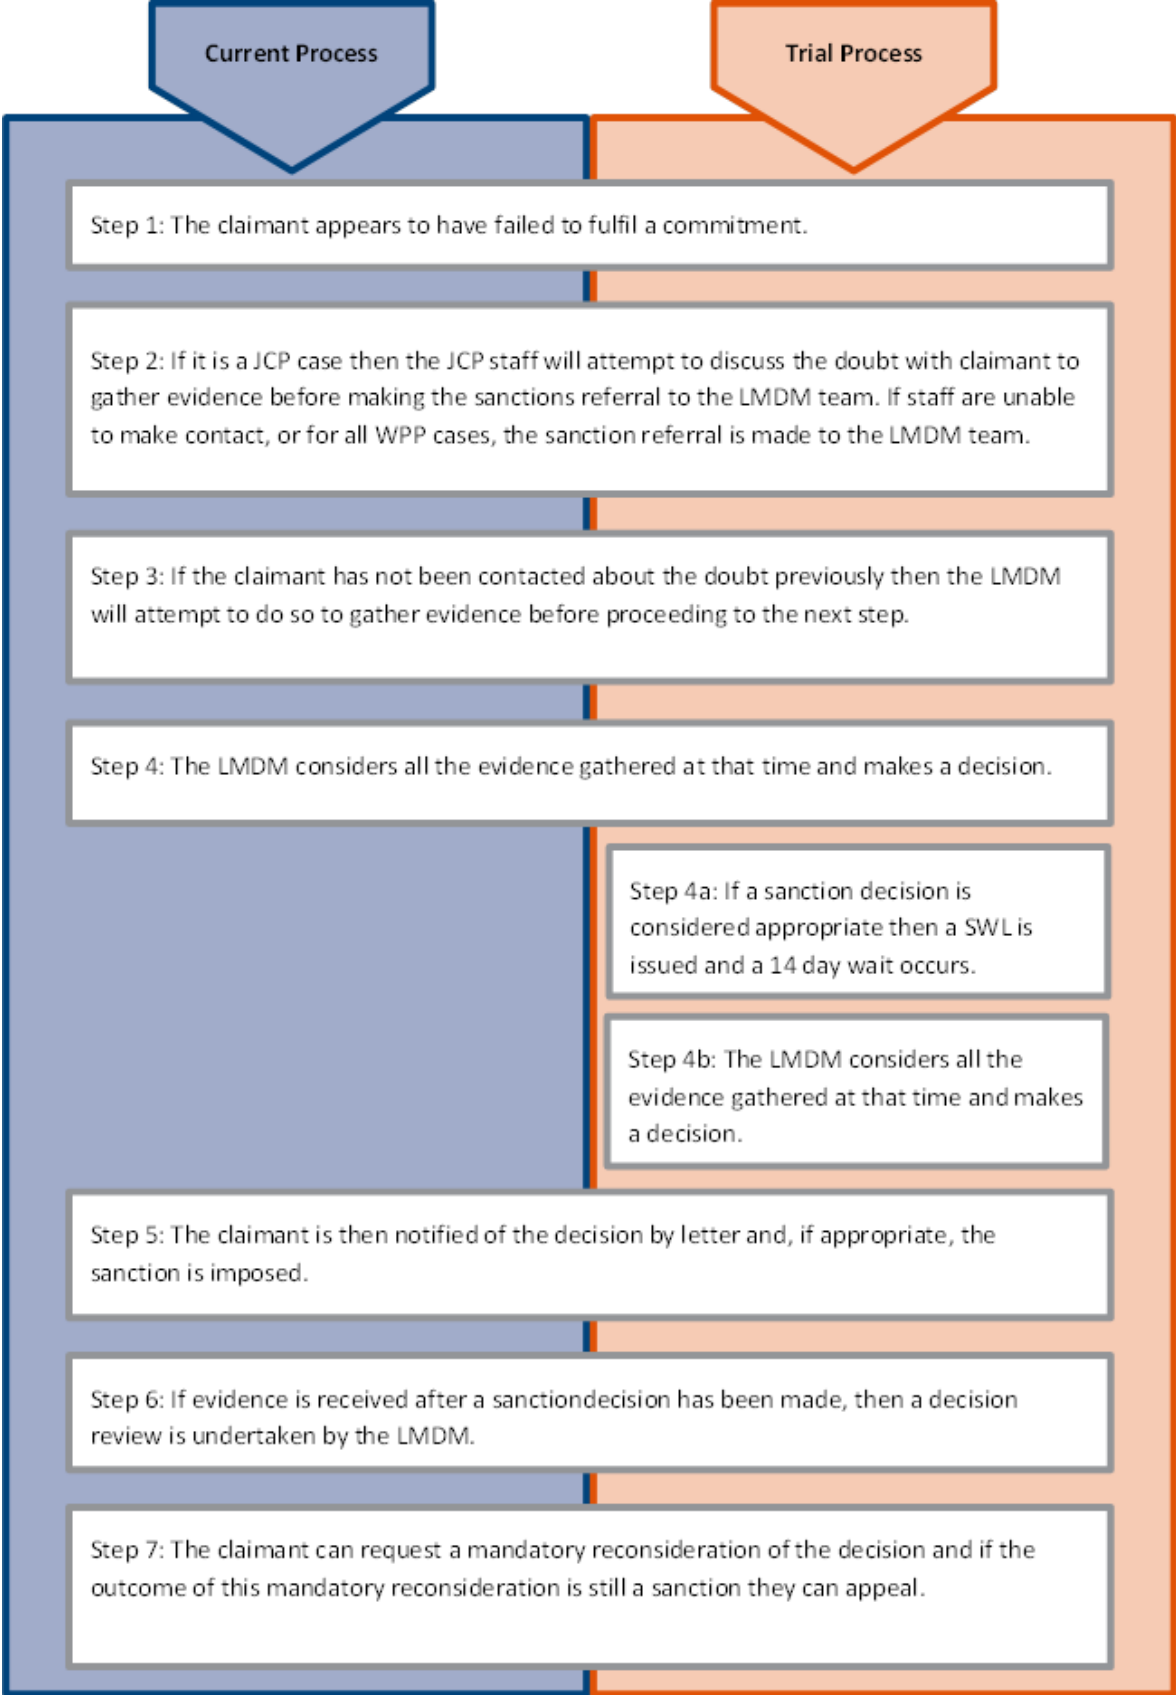 Current Process
Trial Process
Step 1: The claimant appears to have failed to fulfil a commitment.
Step 2: If it is a JCP case then the JCP staff will attempt to discuss the doubt with claimant to
gather evidence before making the sanctions referral to the LMDM team. If staff are unable
to make contact, or for all WPP cases, the sanction referral is made to the LMDM team.
Step 3: If the claimant has not been contacted about the doubt previously then the LMDM
will attempt to do so to gather evidence before proceeding to the next step.
Step 4: The LMDM considers all the evidence gathered at that time and makes a decision.
Step 4a: If a sanction decision is
considered appropriate then a SWL is
issued and a 14 day wait occurs.
Step 4b: The LMDM considers all the
evidence gathered at that time and makes
a decision.
Step 5: The claimant is then notified of the decision by letter and, if appropriate, the
sanction is imposed.
Step 6: If evidence is received after a sanctiondecision has been made, then a decision
review is undertaken by the LMDM.
Step 7: The claimant can request a mandatory reconsideration of the decision and if the
outcome of this mandatory reconsideration is still a sanction they can appeal.